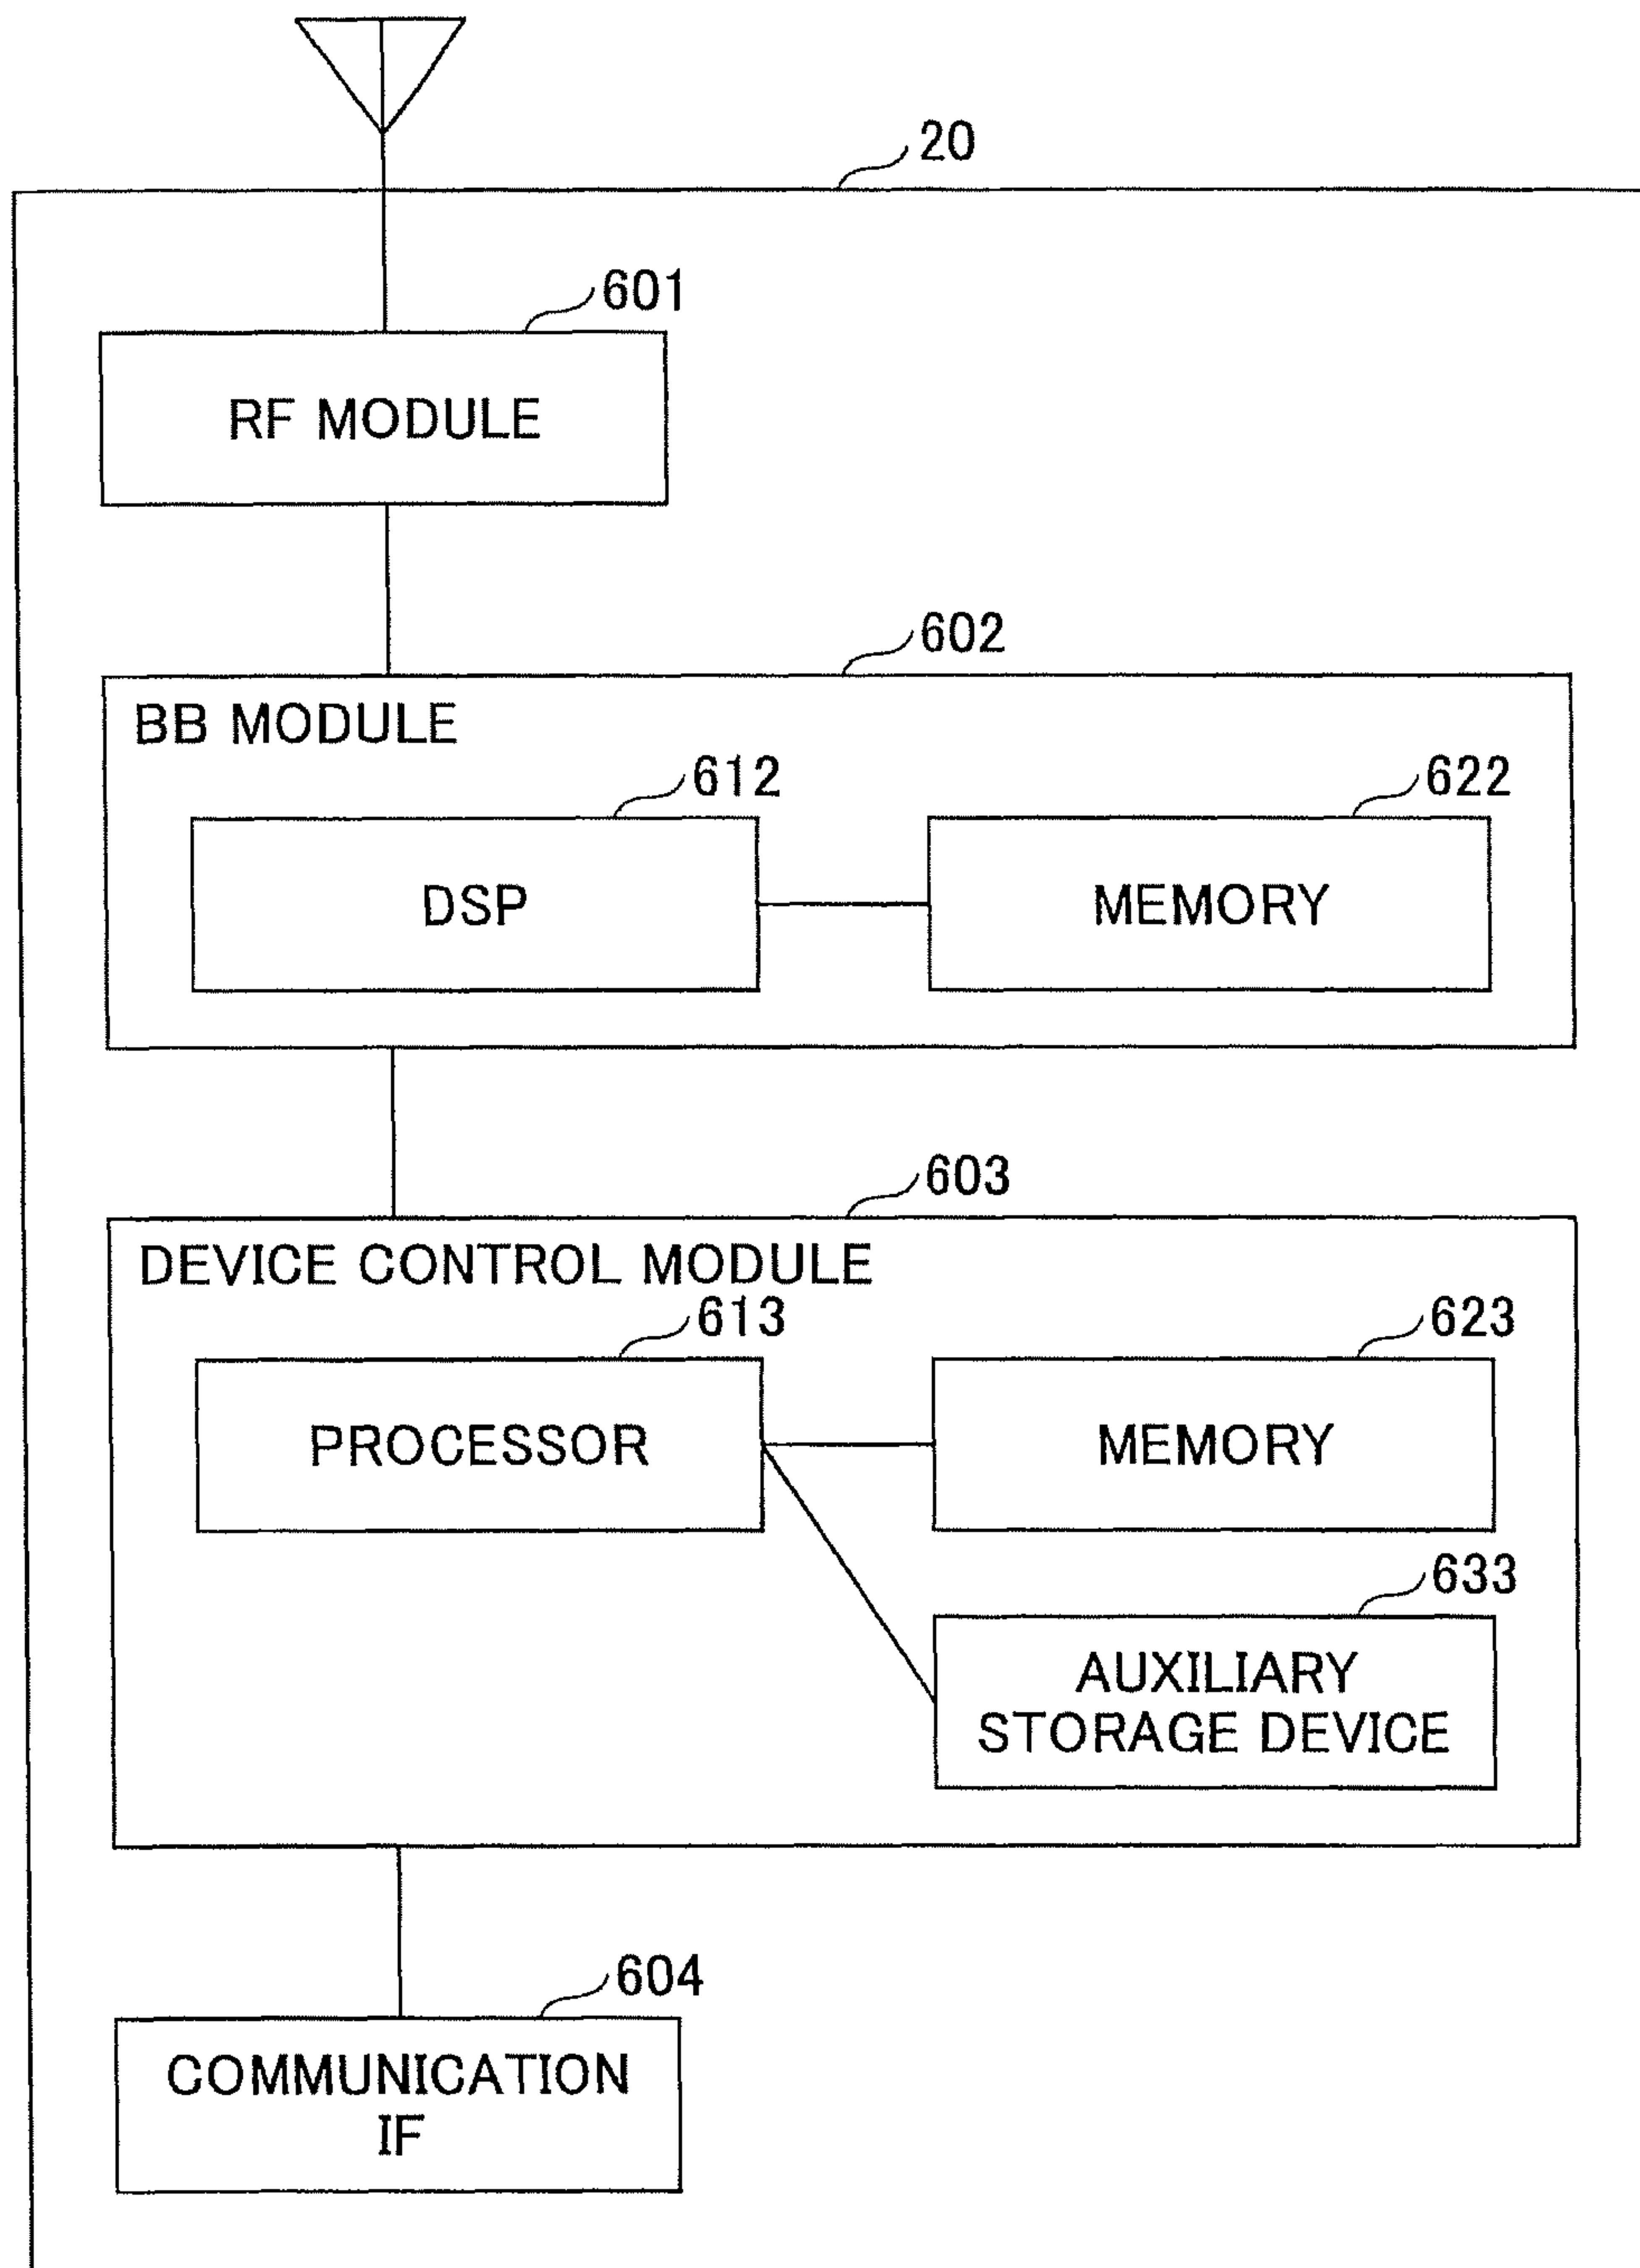 20
601
RF MODULE
602
BB MODULE
612
622
DSP
MEMORY
603
DEVICE CONTROL MODULE
613
623
PROCESSOR
MEMORY
633
AUXILIARY
STORAGE DEVICE
604
COMMUNICATION
IF